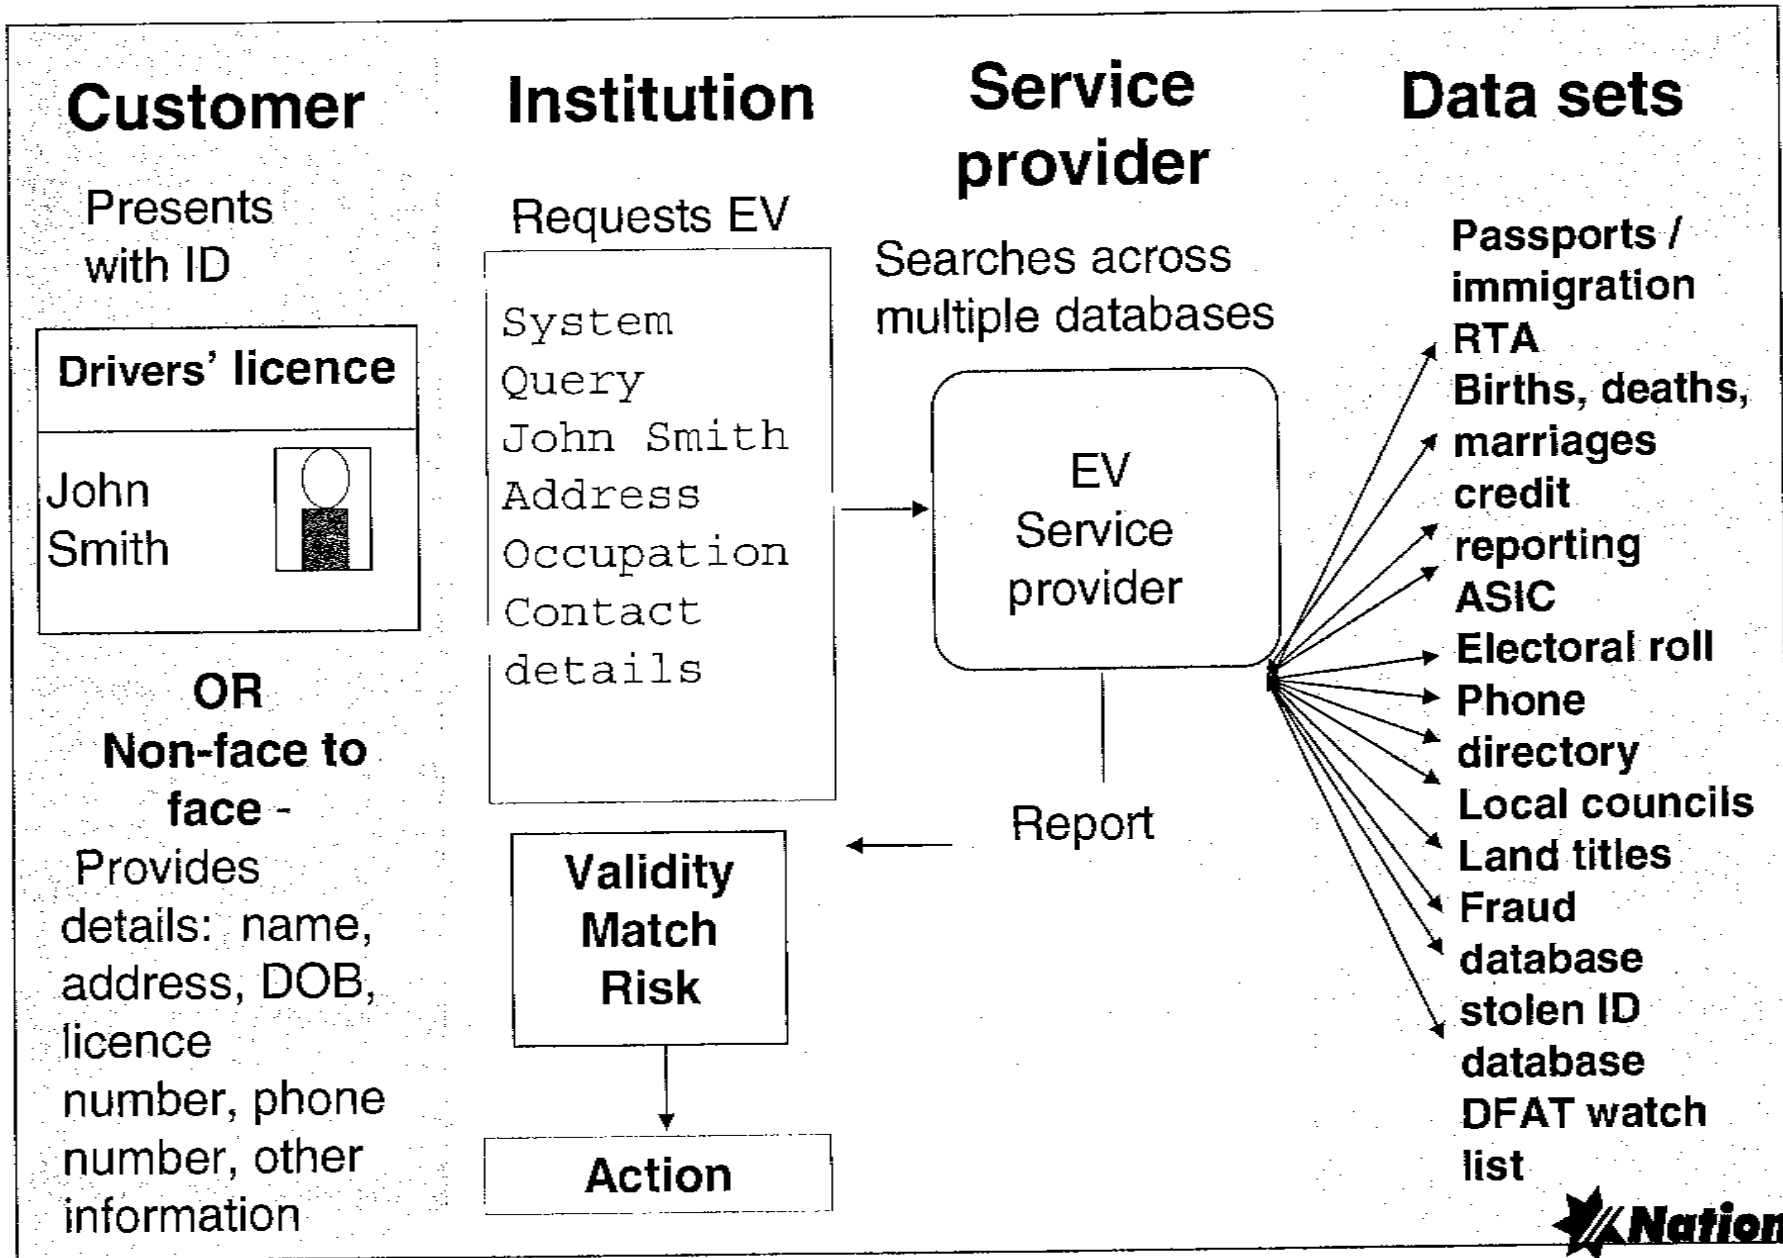 Customer
Presents
with ID
Drivers' licence
John
Smith
OR
Non-face to
face -
Provides
details: name,
address, DOB,
licence
number, phone
number, other
information
Institution
Requests EV
System
Query
John Smith
Address
Occupation
Contact
details
Validity
Match
Risk
Action
Service
provider
Searches across
multiple databases
EV
Service
provider
Report
Data sets
Passports /
immigration
RTA
Births, deaths,
marriages
credit
reporting
ASIC
Electoral roll
Phone
directory
Local councils
Land titles
Fraud
database
stolen ID
database
DFAT watch
list
Nation